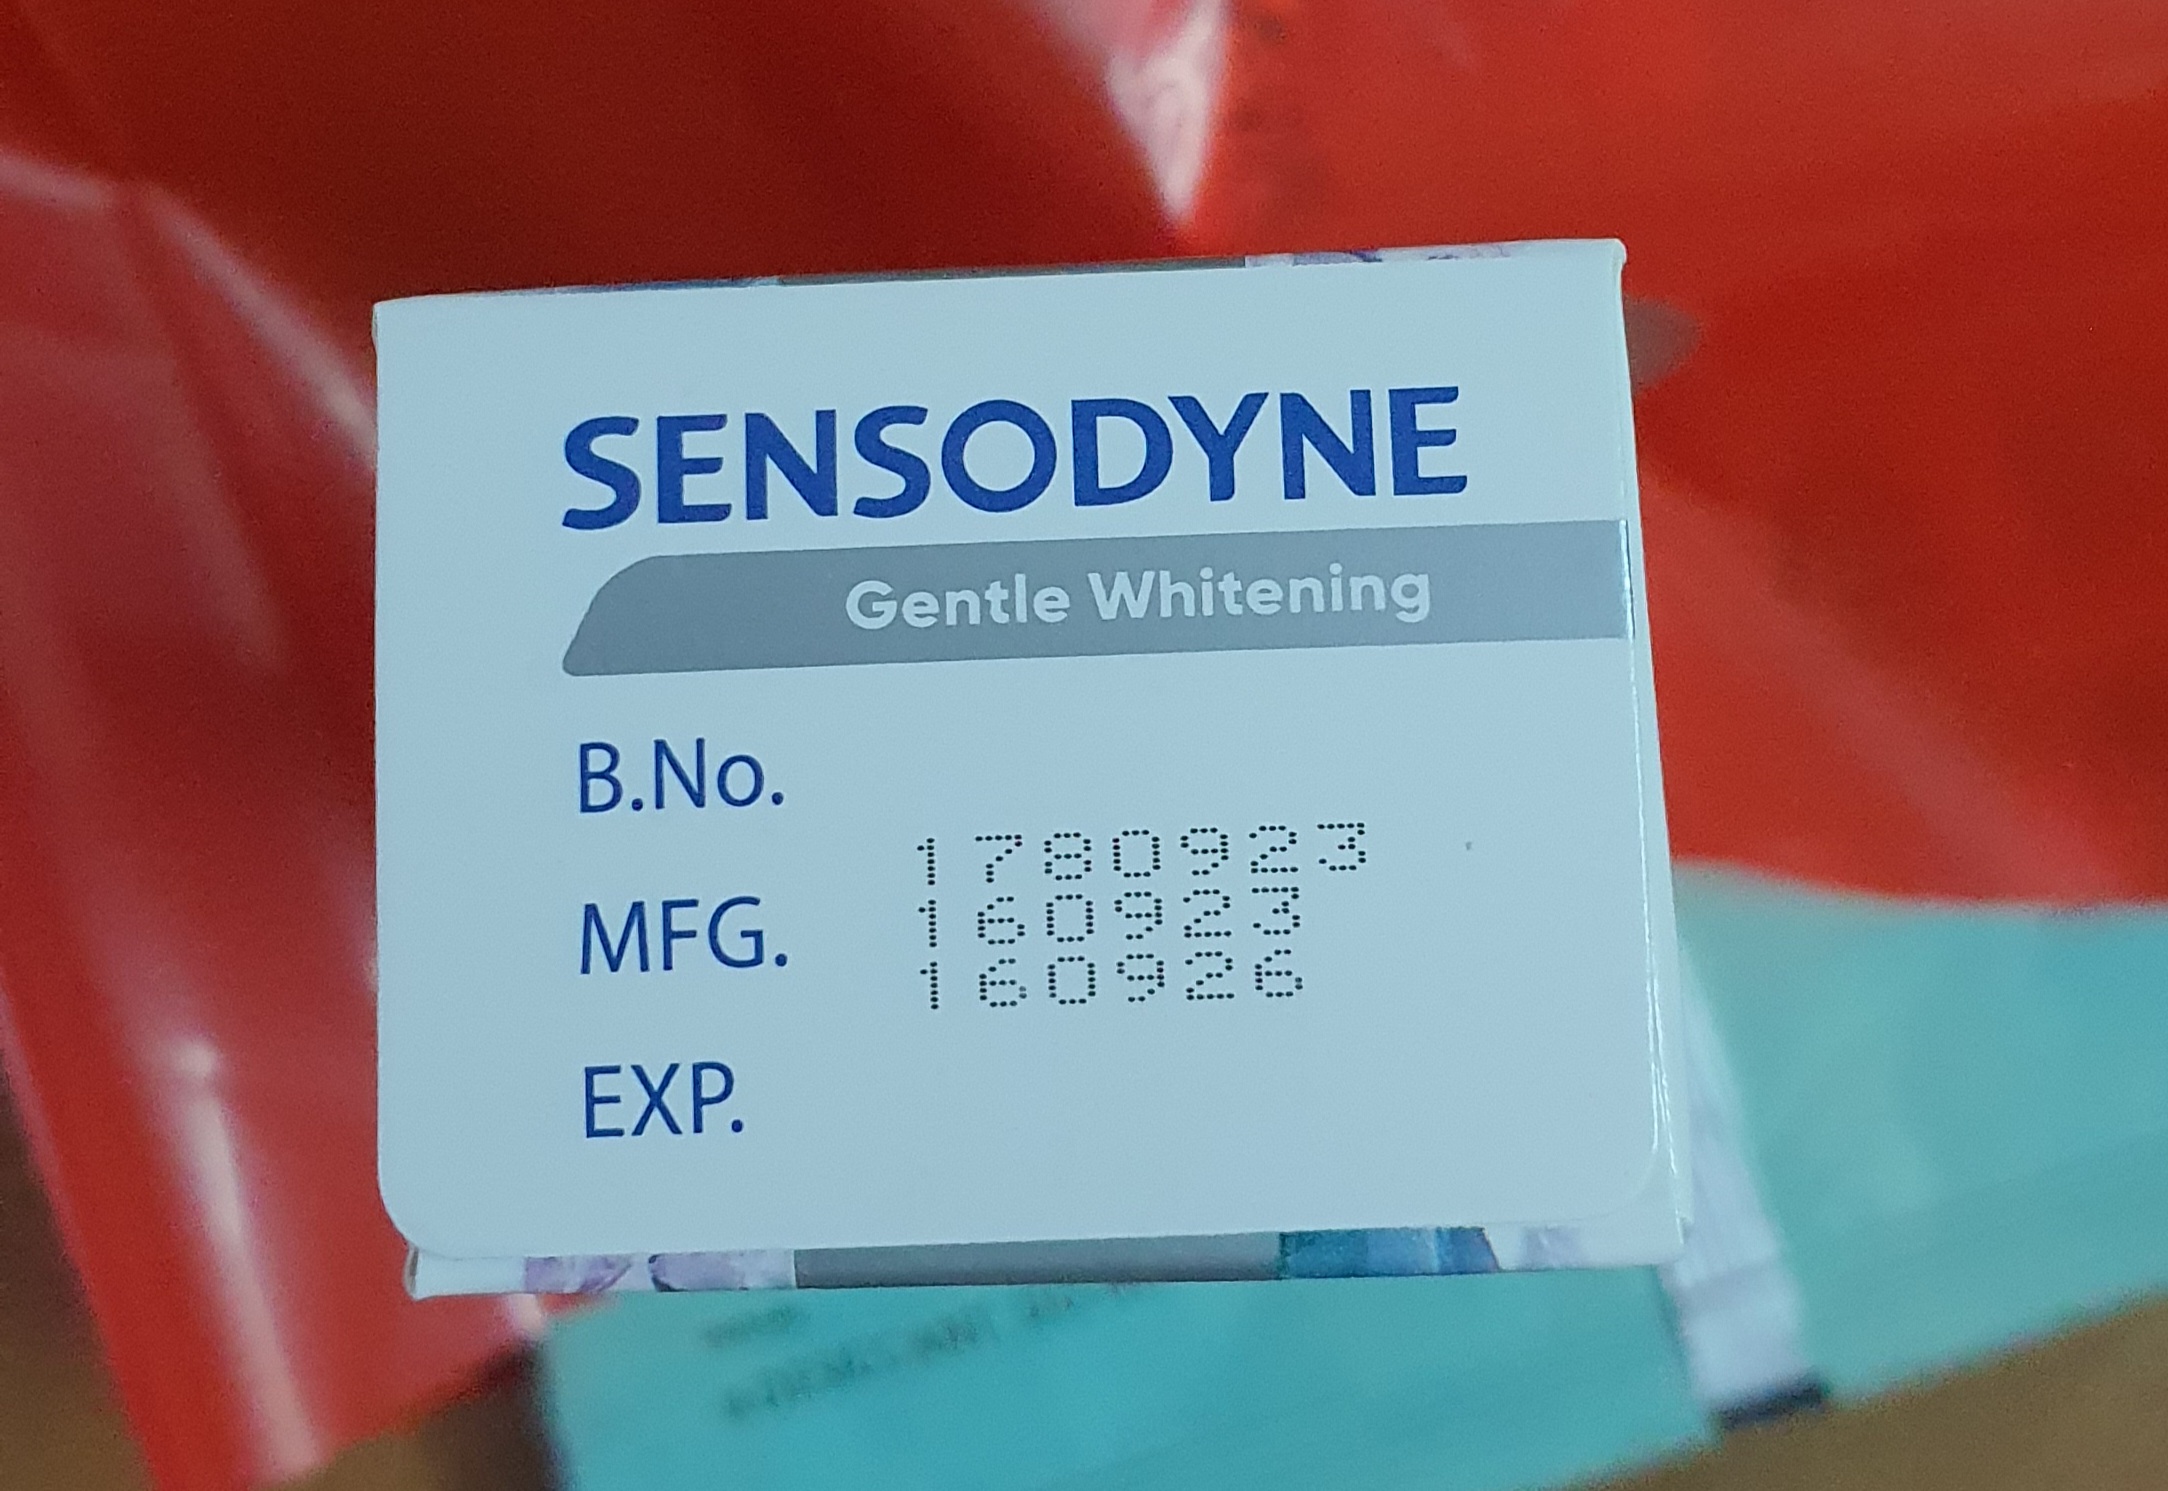 SENSODYNE
Gentle Whitening
B.No.
1780923
MFG.
160923
160926
EXP.